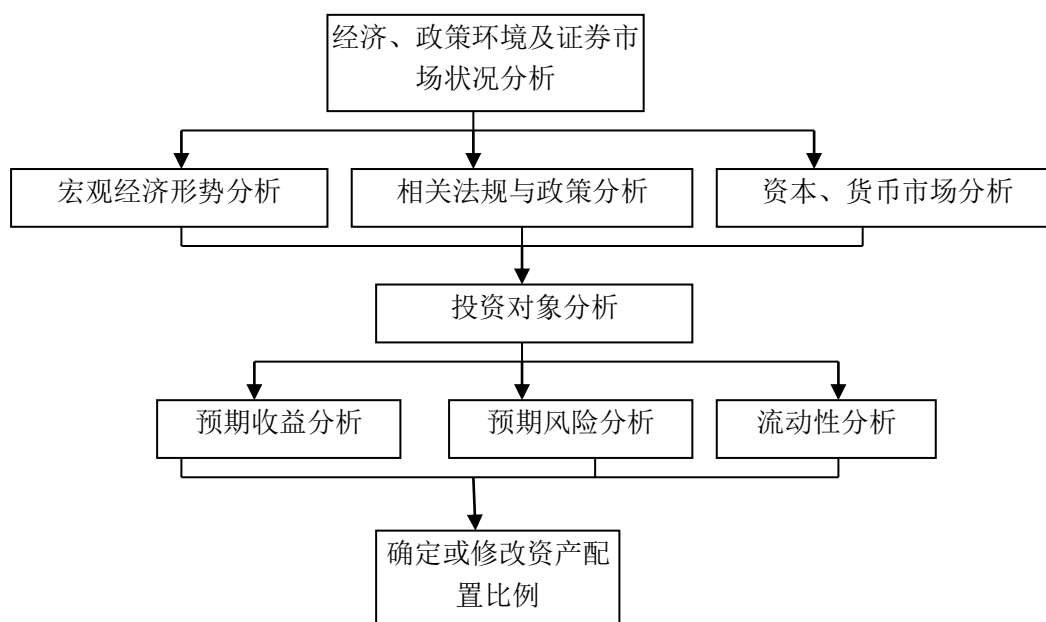 经济、政策环境及证券市
场状况分析
宏观经济形势分析
相关法规与政策分析
资本、货币市场分析
投资对象分析
预期收益分析
预期风险分析
流动性分析
确定或修改资产配
置比例